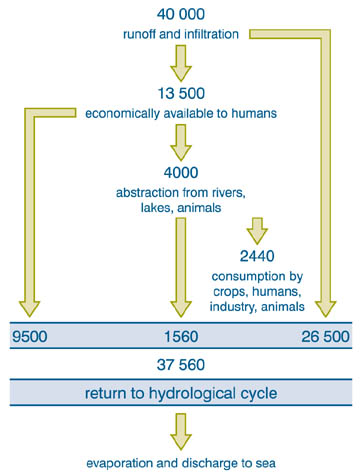 40 000
runoff and infiltration
13 500
economically available to humans
4000
abstraction from rivers,
lakes, animals
2440
consumption by
crops, humans,
industry, animals
9500 1560 26 500
37 560
return to hydrological cycle
evaporation and discharge to sea